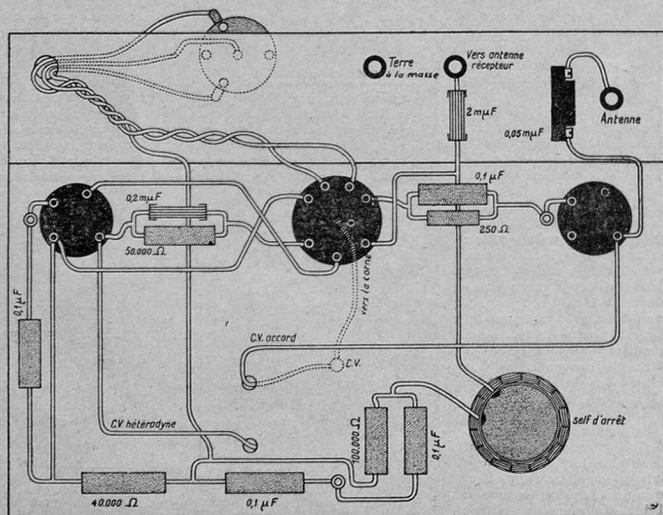 Terre
à la masse
Vers antenne
récepteur
2 mµF
0,05 mµF
Antenne
0,2 mµF
50.000 Ω
0,1 µF
250 Ω
0,1 µF
vers la corne
C.V. accord
C.V.
C.V. hétérodyne
100.000 Ω
0,1 µF
self d'arrêt
40.000 Ω
0,1 µF